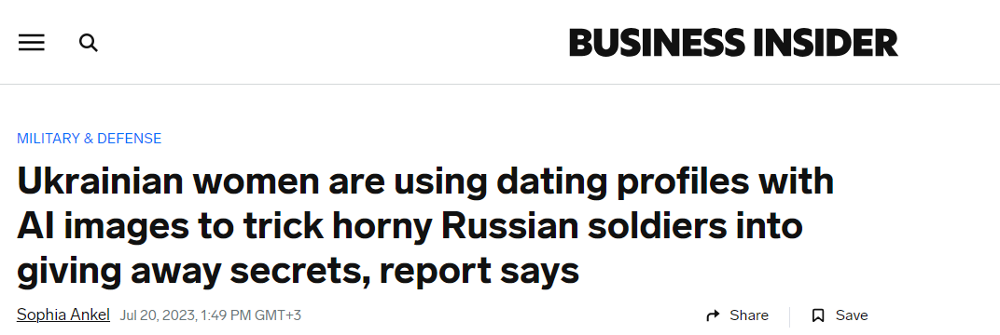 BUSINESS INSIDER
MILITARY & DEFENSE
Ukrainian women are using dating profiles with
AI images to trick horny Russian soldiers into
giving away secrets, report says
Sophia Ankel Jul 20, 2023, 1:49 PM GMT+3 Share Save